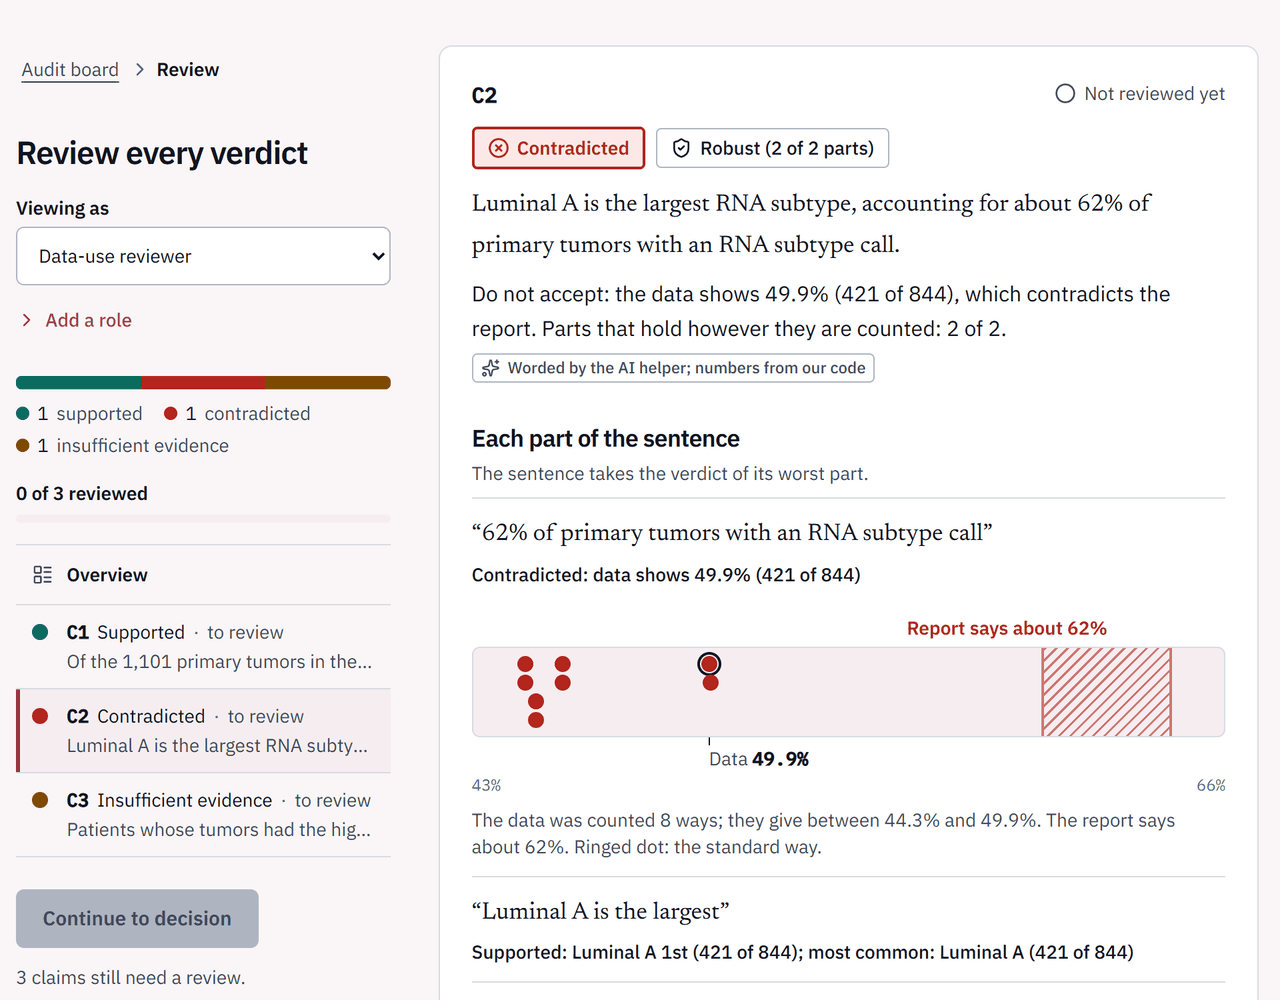 Audit board > Review
Review every verdict
Viewing as
Data-use reviewer
Add a role
1 supported 1 contradicted
1 insufficient evidence
0 of 3 reviewed
Overview
C1 Supported · to review
Of the 1,101 primary tumors in the...
C2 Contradicted · to review
Luminal A is the largest RNA subty...
C3 Insufficient evidence · to review
Patients whose tumors had the hig...
Continue to decision
3 claims still need a review.
C2
Not reviewed yet
Contradicted
Robust (2 of 2 parts)
Luminal A is the largest RNA subtype, accounting for about 62% of
primary tumors with an RNA subtype call.
Do not accept: the data shows 49.9% (421 of 844), which contradicts the
report. Parts that hold however they are counted: 2 of 2.
Worded by the AI helper; numbers from our code
Each part of the sentence
The sentence takes the verdict of its worst part.
“62% of primary tumors with an RNA subtype call”
Contradicted: data shows 49.9% (421 of 844)
Report says about 62%
Data 49.9%
43% 66%
The data was counted 8 ways; they give between 44.3% and 49.9%. The report says
about 62%. Ringed dot: the standard way.
“Luminal A is the largest”
Supported: Luminal A 1st (421 of 844); most common: Luminal A (421 of 844)